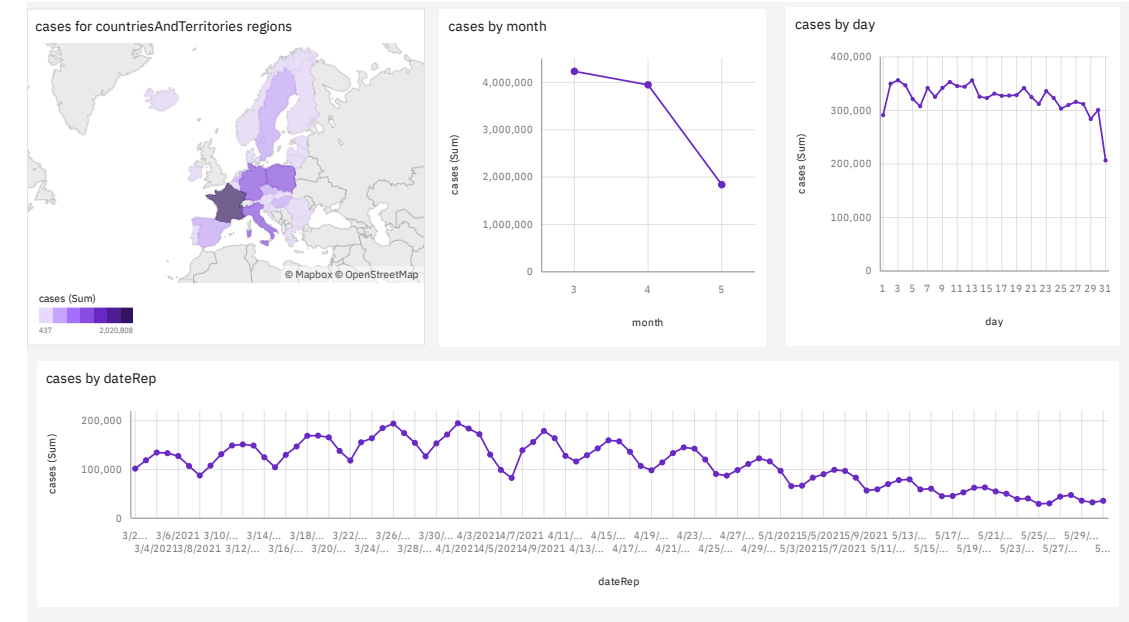 cases for countriesAndTerritories regions
© Mapbox © OpenStreetMap
cases (Sum)
437 2,020,808
cases by month
4,000,000
3,000,000
2,000,000
1,000,000
0
cases (Sum)
3 4 5
month
cases by day
400,000
300,000
200,000
100,000
0
cases (Sum)
1 3 5 7 9 11 13 15 17 19 21 23 25 27 29 31
day
cases by dateRep
200,000
100,000
0
cases (Sum)
3/2... 3/6/2021 3/10/... 3/14/... 3/18/... 3/22/... 3/26/... 3/30/... 4/3/2021 4/7/2021 4/11/... 4/15/... 4/19/... 4/23/... 4/27/... 5/1/2021 5/5/2021 5/9/2021 5/13/... 5/17/... 5/21/... 5/25/... 5/29/...
3/4/2021 3/8/2021 3/12/... 3/16/... 3/20/... 3/24/... 3/28/... 4/1/2021 4/5/2021 4/9/2021 4/13/... 4/17/... 4/21/... 4/25/... 4/29/... 5/3/2021 5/7/2021 5/11/... 5/15/... 5/19/... 5/23/... 5/27/... 5...
dateRep